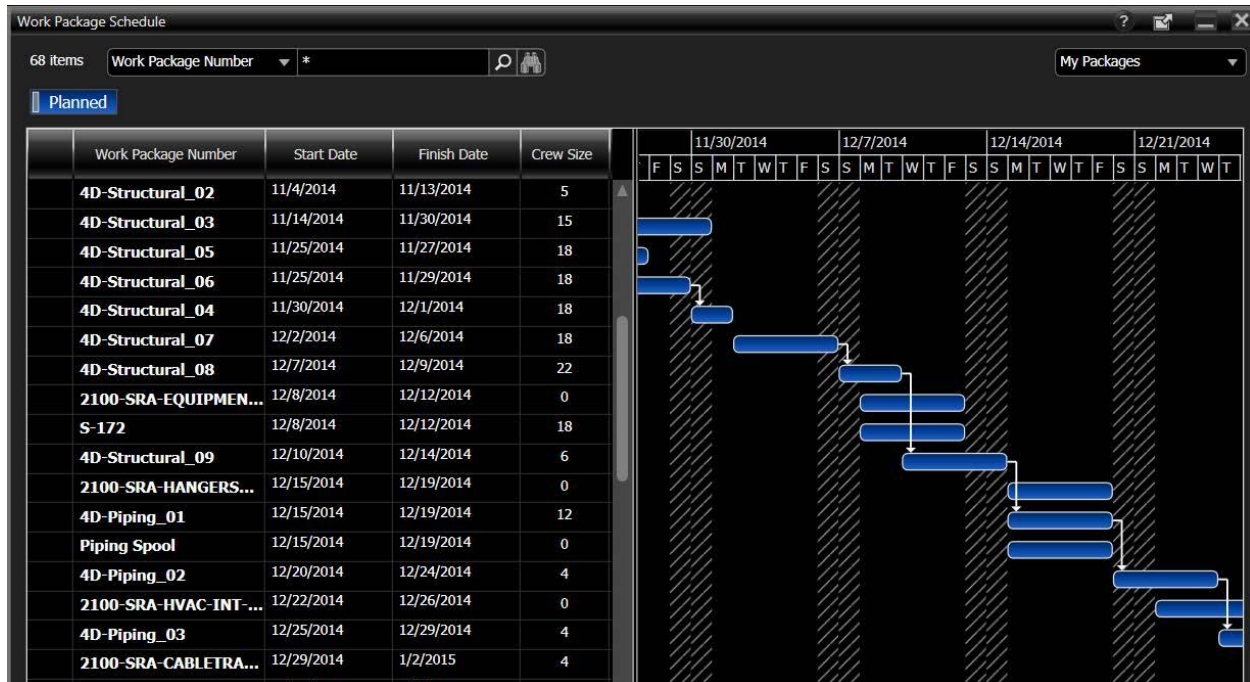 Work Package Schedule ?
68 items Work Package Number * My Packages
Planned
Work Package Number Start Date Finish Date Crew Size 11/30/2014 12/7/2014 12/14/2014 12/21/2014
F S S M T W T F S S M T W T F S S M T W T F S S M T W T
4D-Structural_02 11/4/2014 11/13/2014 5
4D-Structural_03 11/14/2014 11/30/2014 15
4D-Structural_05 11/25/2014 11/27/2014 18
4D-Structural_06 11/25/2014 11/29/2014 18
4D-Structural_04 11/30/2014 12/1/2014 18
4D-Structural_07 12/2/2014 12/6/2014 18
4D-Structural_08 12/7/2014 12/9/2014 22
2100-SRA-EQUIPMEN... 12/8/2014 12/12/2014 0
S-172 12/8/2014 12/12/2014 18
4D-Structural_09 12/10/2014 12/14/2014 6
2100-SRA-HANGERS... 12/15/2014 12/19/2014 0
4D-Piping_01 12/15/2014 12/19/2014 12
Piping Spool 12/15/2014 12/19/2014 0
4D-Piping_02 12/20/2014 12/24/2014 4
2100-SRA-HVAC-INT-... 12/22/2014 12/26/2014 0
4D-Piping_03 12/25/2014 12/29/2014 4
2100-SRA-CABLETRA... 12/29/2014 1/2/2015 4